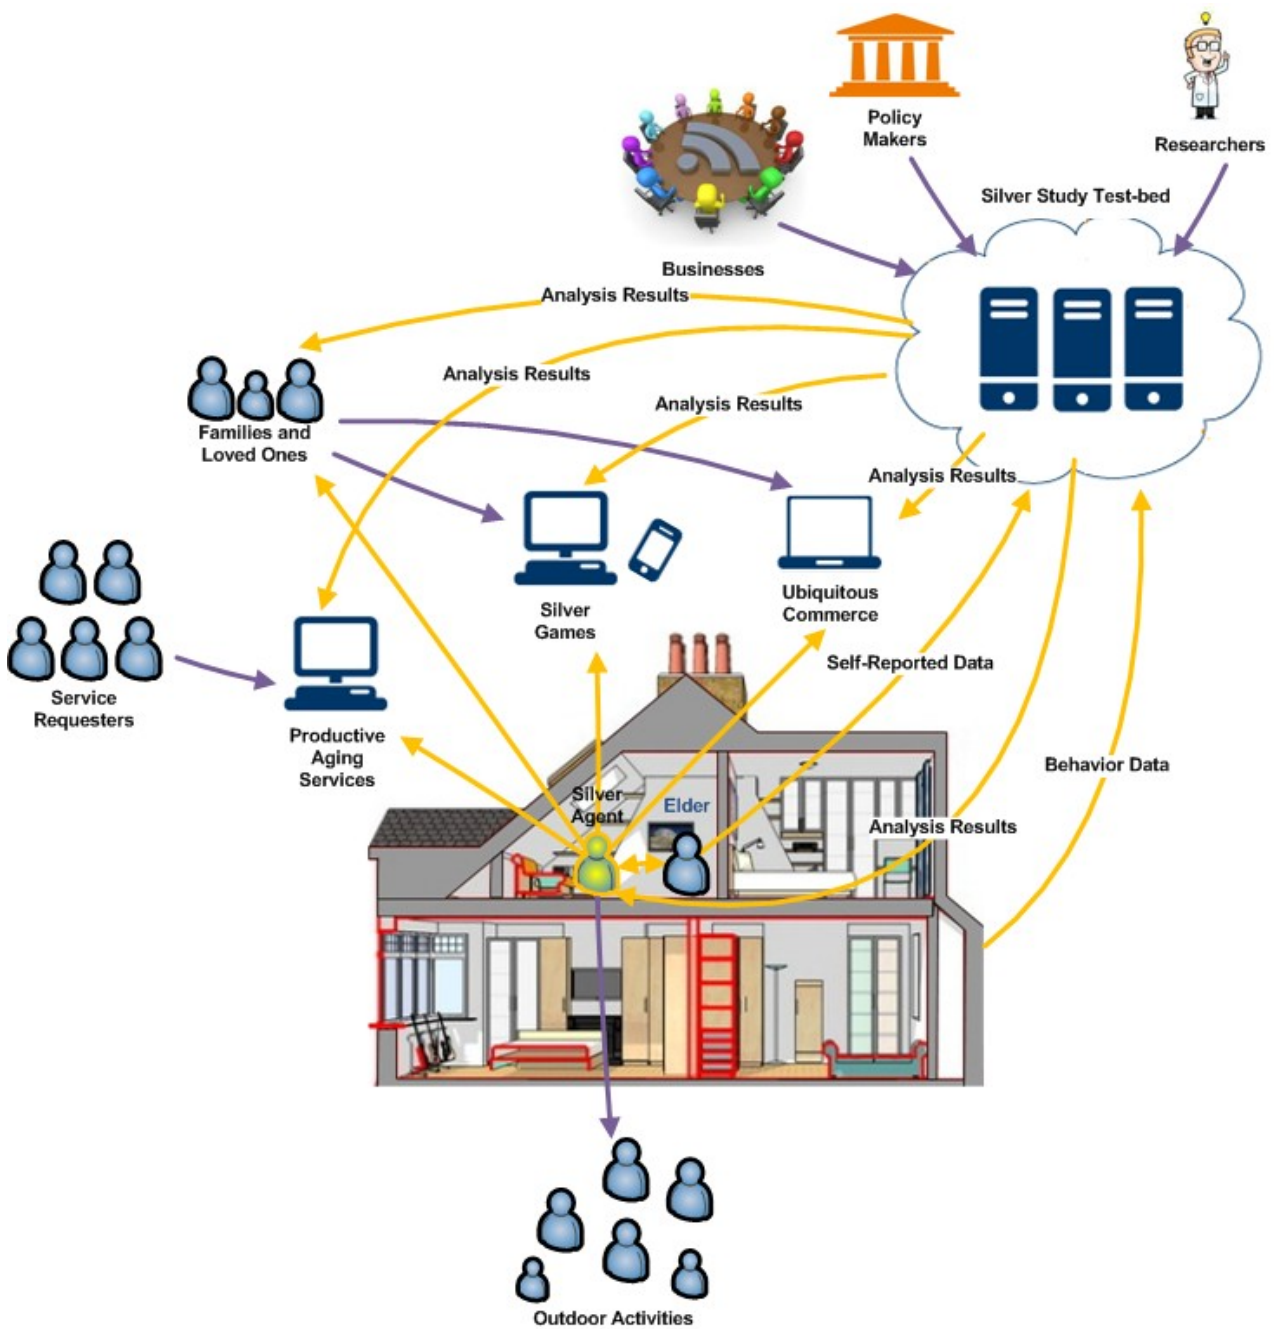 Policy
Makers
Researchers
Silver Study Test-bed
Businesses
Analysis Results
Analysis Results
Analysis Results
Families and
Loved Ones
Analysis Results
Ubiquitous
Commerce
Silver
Games
Self-Reported Data
Service
Requesters
Productive
Aging
Services
Behavior Data
Silver
Agent
Elder
Analysis Results
Outdoor Activities